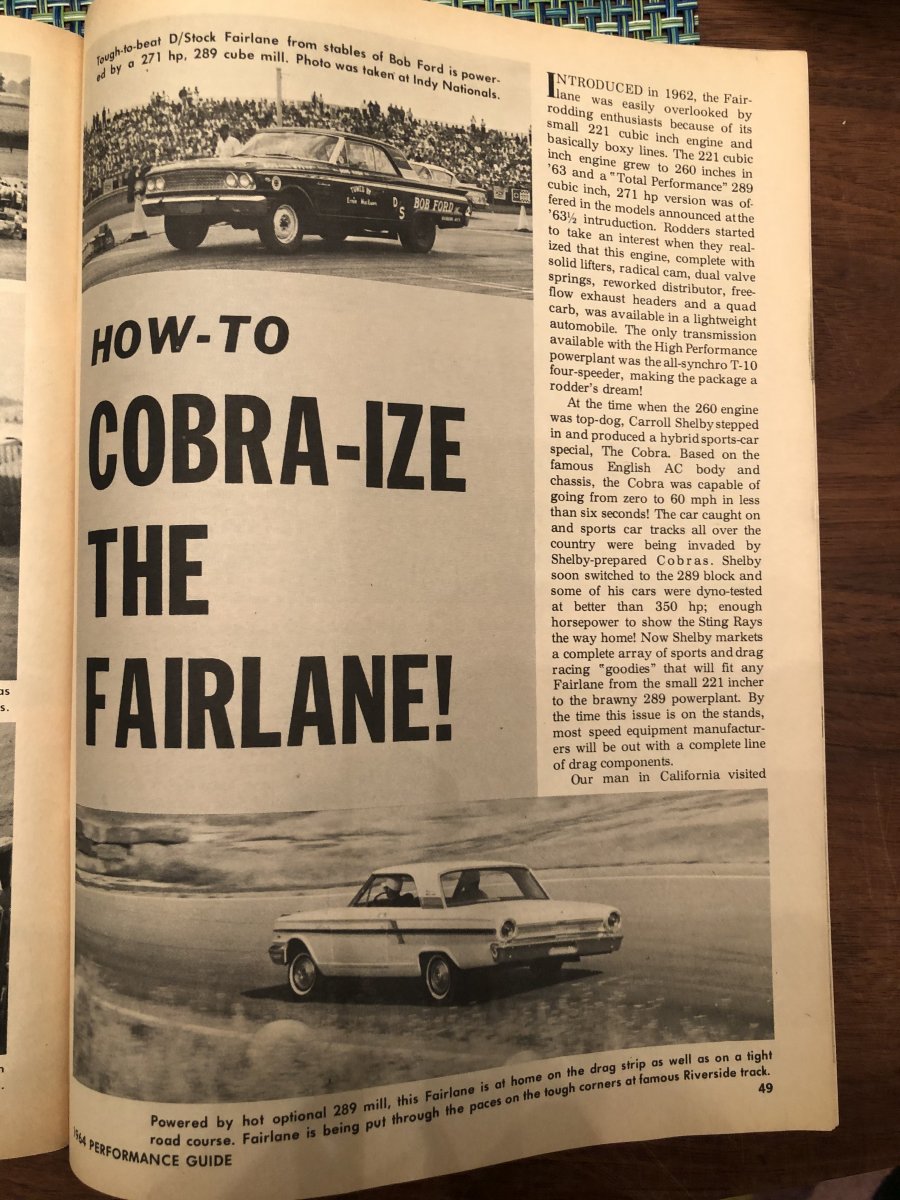 Tough-to-beat D/Stock Fairlane from stables of Bob Ford is power-
ed by a 271 hp, 289 cube mill. Photo was taken at Indy Nationals.
TUNED BY
D
S
BOB FORD
HOW-TO
COBRA-IZE
THE
FAIRLANE!
INTRODUCED in 1962, the Fair-
lane was easily overlooked by
rodding enthusiasts because of its
small 221 cubic inch engine and
basically boxy lines. The 221 cubic
inch engine grew to 260 inches in
'63 and a "Total Performance" 289
cubic inch, 271 hp version was of-
fered in the models announced at the
'63½ intruduction. Rodders started
to take an interest when they real-
ized that this engine, complete with
solid lifters, radical cam, dual valve
springs, reworked distributor, free-
flow exhaust headers and a quad
carb, was available in a lightweight
automobile. The only transmission
available with the High Performance
powerplant was the all-synchro T-10
four-speeder, making the package a
rodder's dream!
At the time when the 260 engine
was top-dog, Carroll Shelby stepped
in and produced a hybrid sports-car
special, The Cobra. Based on the
famous English AC body and
chassis, the Cobra was capable of
going from zero to 60 mph in less
than six seconds! The car caught on
and sports car tracks all over the
country were being invaded by
Shelby-prepared Cobras. Shelby
soon switched to the 289 block and
some of his cars were dyno-tested
at better than 350 hp; enough
horsepower to show the Sting Rays
the way home! Now Shelby markets
a complete array of sports and drag
racing "goodies" that will fit any
Fairlane from the small 221 incher
to the brawny 289 powerplant. By
the time this issue is on the stands,
most speed equipment manufactur-
ers will be out with a complete line
of drag components.
Our man in California visited
as
s.
n
.
Powered by hot optional 289 mill, this Fairlane is at home on the drag strip as well as on a tight
road course. Fairlane is being put through the paces on the tough corners at famous Riverside track.
49
1964 PERFORMANCE GUIDE